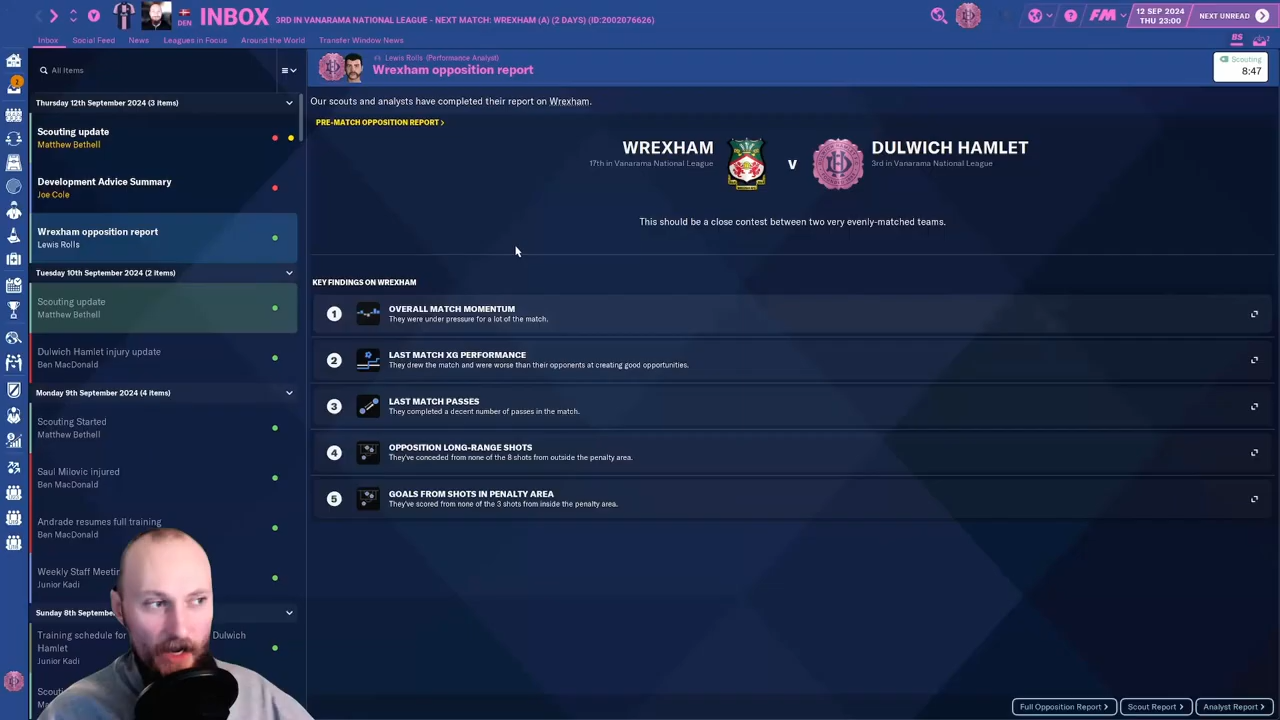 INBOX
3RD IN VANARAMA NATIONAL LEAGUE - NEXT MATCH: WREXHAM (A) (2 DAYS) (ID:2002076626)
DEN
FM
12 SEP 2024
THU 23:00
NEXT UNREAD
Inbox
Social Feed
News
Leagues in Focus
Around the World
Transfer Window News
BS
All Items
Lewis Rolls (Performance Analyst)
Wrexham opposition report
Scouting
8:47
Thursday 12th September 2024 (3 items)
Scouting update
Matthew Bethell
Development Advice Summary
Joe Cole
Wrexham opposition report
Lewis Rolls
Tuesday 10th September 2024 (2 items)
Scouting update
Matthew Bethell
Dulwich Hamlet injury update
Ben MacDonald
Monday 9th September 2024 (4 items)
Scouting Started
Matthew Bethell
Saul Milovic injured
Ben MacDonald
Andrade resumes full training
Ben MacDonald
Weekly Staff Meeti
Junior Kadi
Sunday 8th September
Training schedule for Dulwich
Hamlet
Junior Kadi
Scouti
Our scouts and analysts have completed their report on Wrexham.
PRE-MATCH OPPOSITION REPORT >
WREXHAM
17th in Vanarama National League
v
DULWICH HAMLET
3rd in Vanarama National League
This should be a close contest between two very evenly-matched teams.
KEY FINDINGS ON WREXHAM
1 OVERALL MATCH MOMENTUM
They were under pressure for a lot of the match.
2 LAST MATCH XG PERFORMANCE
They drew the match and were worse than their opponents at creating good opportunities.
3 LAST MATCH PASSES
They completed a decent number of passes in the match.
4 OPPOSITION LONG-RANGE SHOTS
They've conceded from none of the 8 shots from outside the penalty area.
5 GOALS FROM SHOTS IN PENALTY AREA
They've scored from none of the 3 shots from inside the penalty area.
Full Opposition Report >
Scout Report >
Analyst Report >